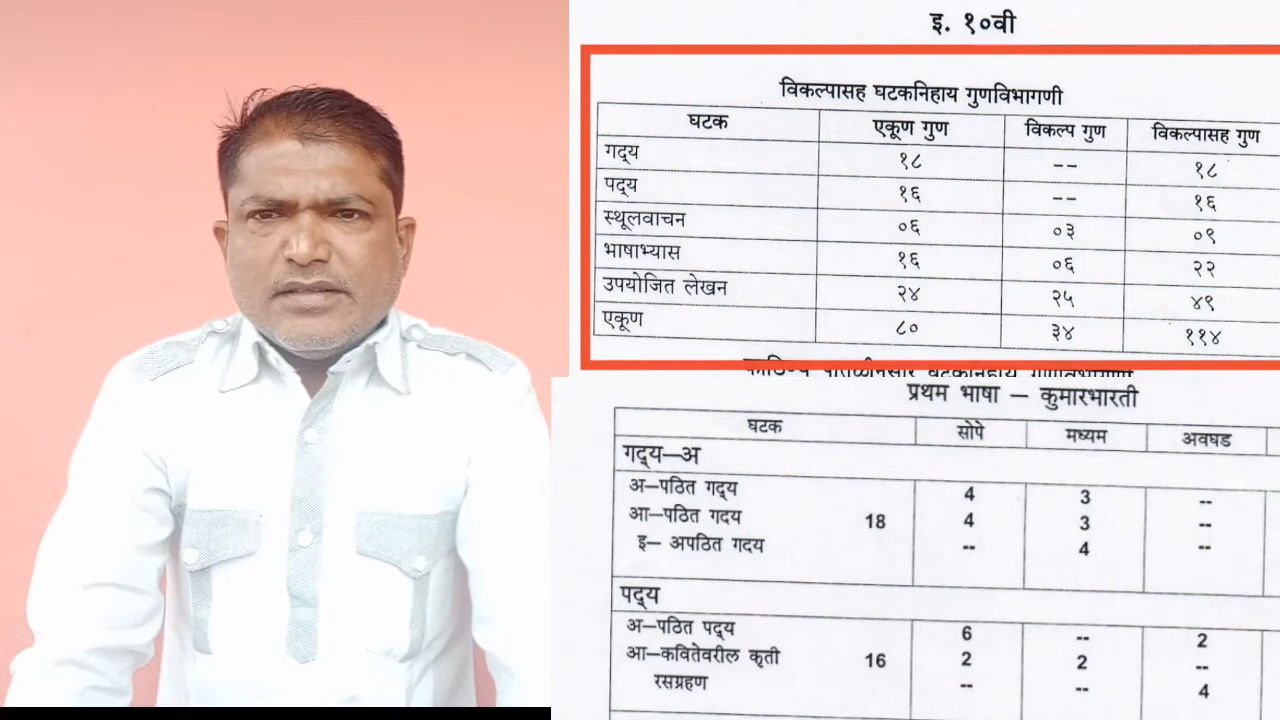 इ. १०वी
विकल्पासह घटकनिहाय गुणविभागणी
घटक एकूण गुण विकल्प गुण विकल्पासह गुण
गद्‌य १८ -- १८
पद्‌य १६ -- १६
स्थूलवाचन ०६ ०३ ०९
भाषाभ्यास १६ ०६ २२
उपयोजित लेखन २४ २५ ४९
एकूण ८० ३४ ११४
प्रथम भाषा – कुमारभारती
घटक सोपे मध्यम अवघड
गद्‌य—अ
अ—पठित गद्‌य 4 3 --
आ—पठित गदय 18 4 3 --
इ— अपठित गदय -- 4 --
पद्‌य
अ—पठित पद्‌य 6 -- 2
आ—कवितेवरील कृती 16 2 2 --
रसग्रहण -- -- 4